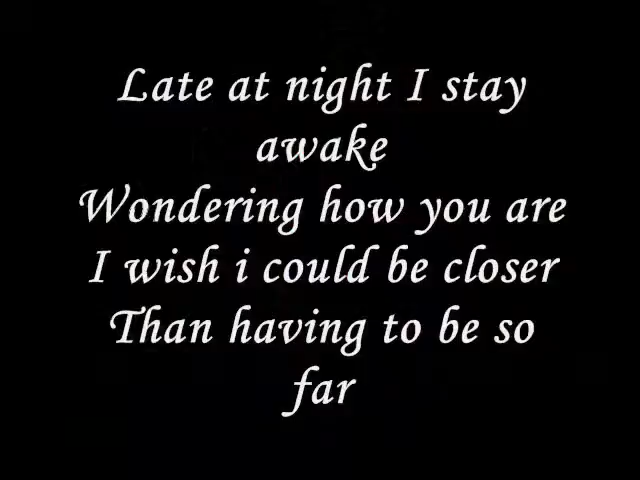 Late at night I stay
awake
Wondering how you are
I wish i could be closer
Than having to be so
far